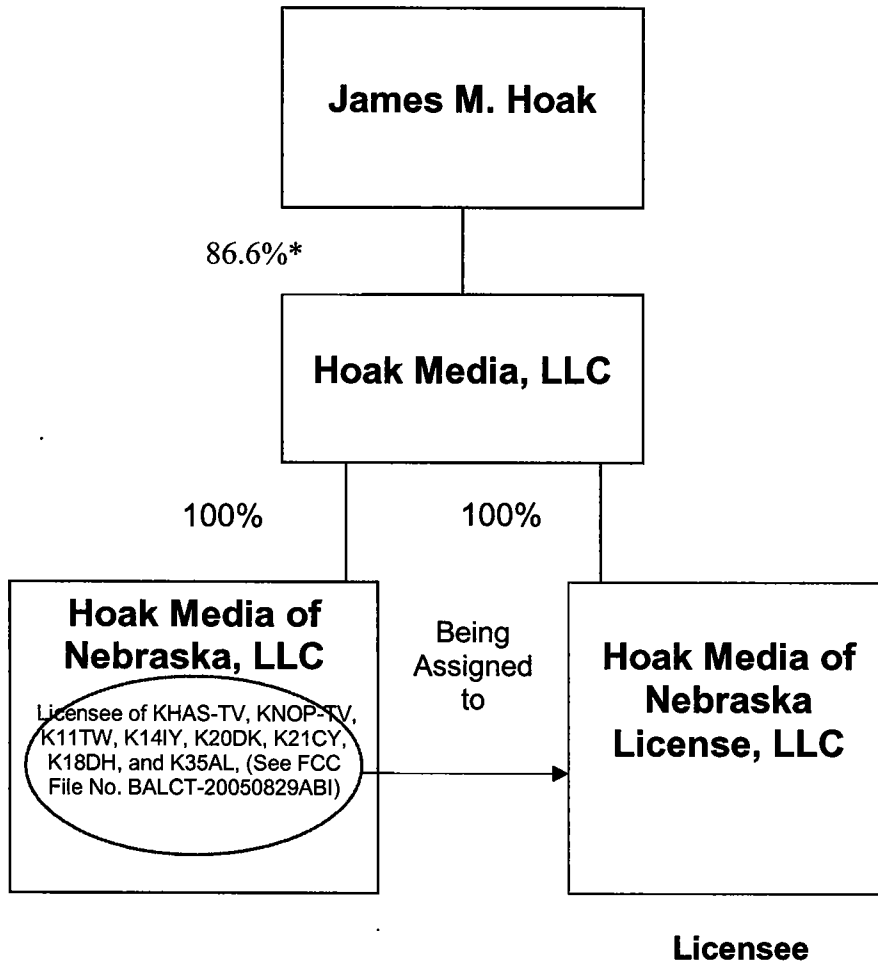 James M. Hoak
86.6%*
Hoak Media, LLC
100%
100%
Hoak Media of
Nebraska, LLC
Licensee of KHAS-TV, KNOP-TV,
K11TW, K14IY, K20DK, K21CY,
K18DH, and K35AL, (See FCC
File No. BALCT-20050829ABI)
Being
Assigned
to
Hoak Media of
Nebraska
License, LLC
Licensee